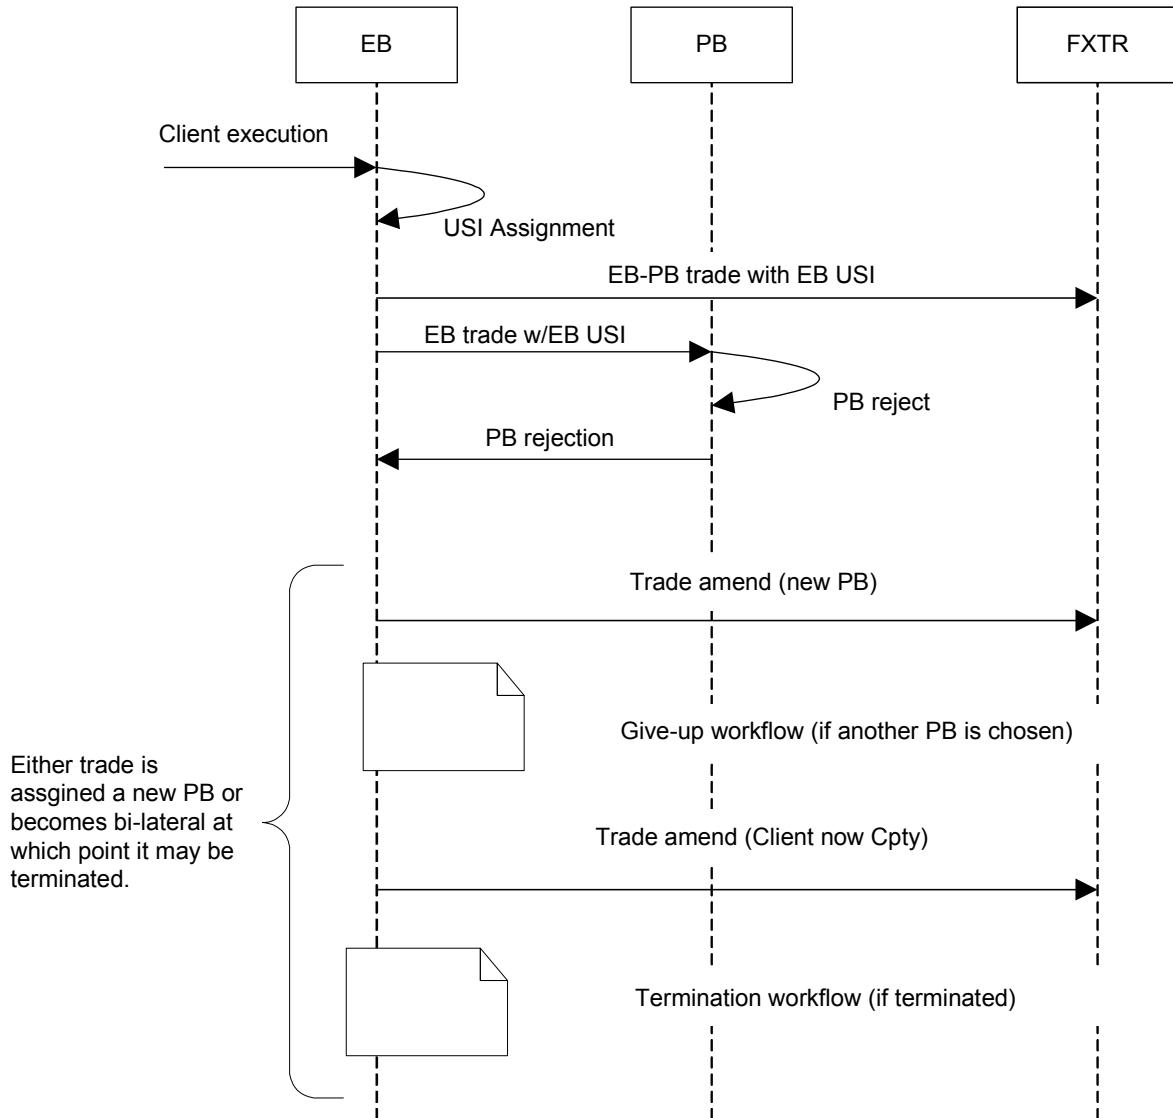 EB
PB
FXTR
Client execution
USI Assignment
EB-PB trade with EB USI
EB trade w/EB USI
PB reject
PB rejection
Trade amend (new PB)
Give-up workflow (if another PB is chosen)
Either trade is
assgined a new PB or
becomes bi-lateral at
which point it may be
terminated.
Trade amend (Client now Cpty)
Termination workflow (if terminated)